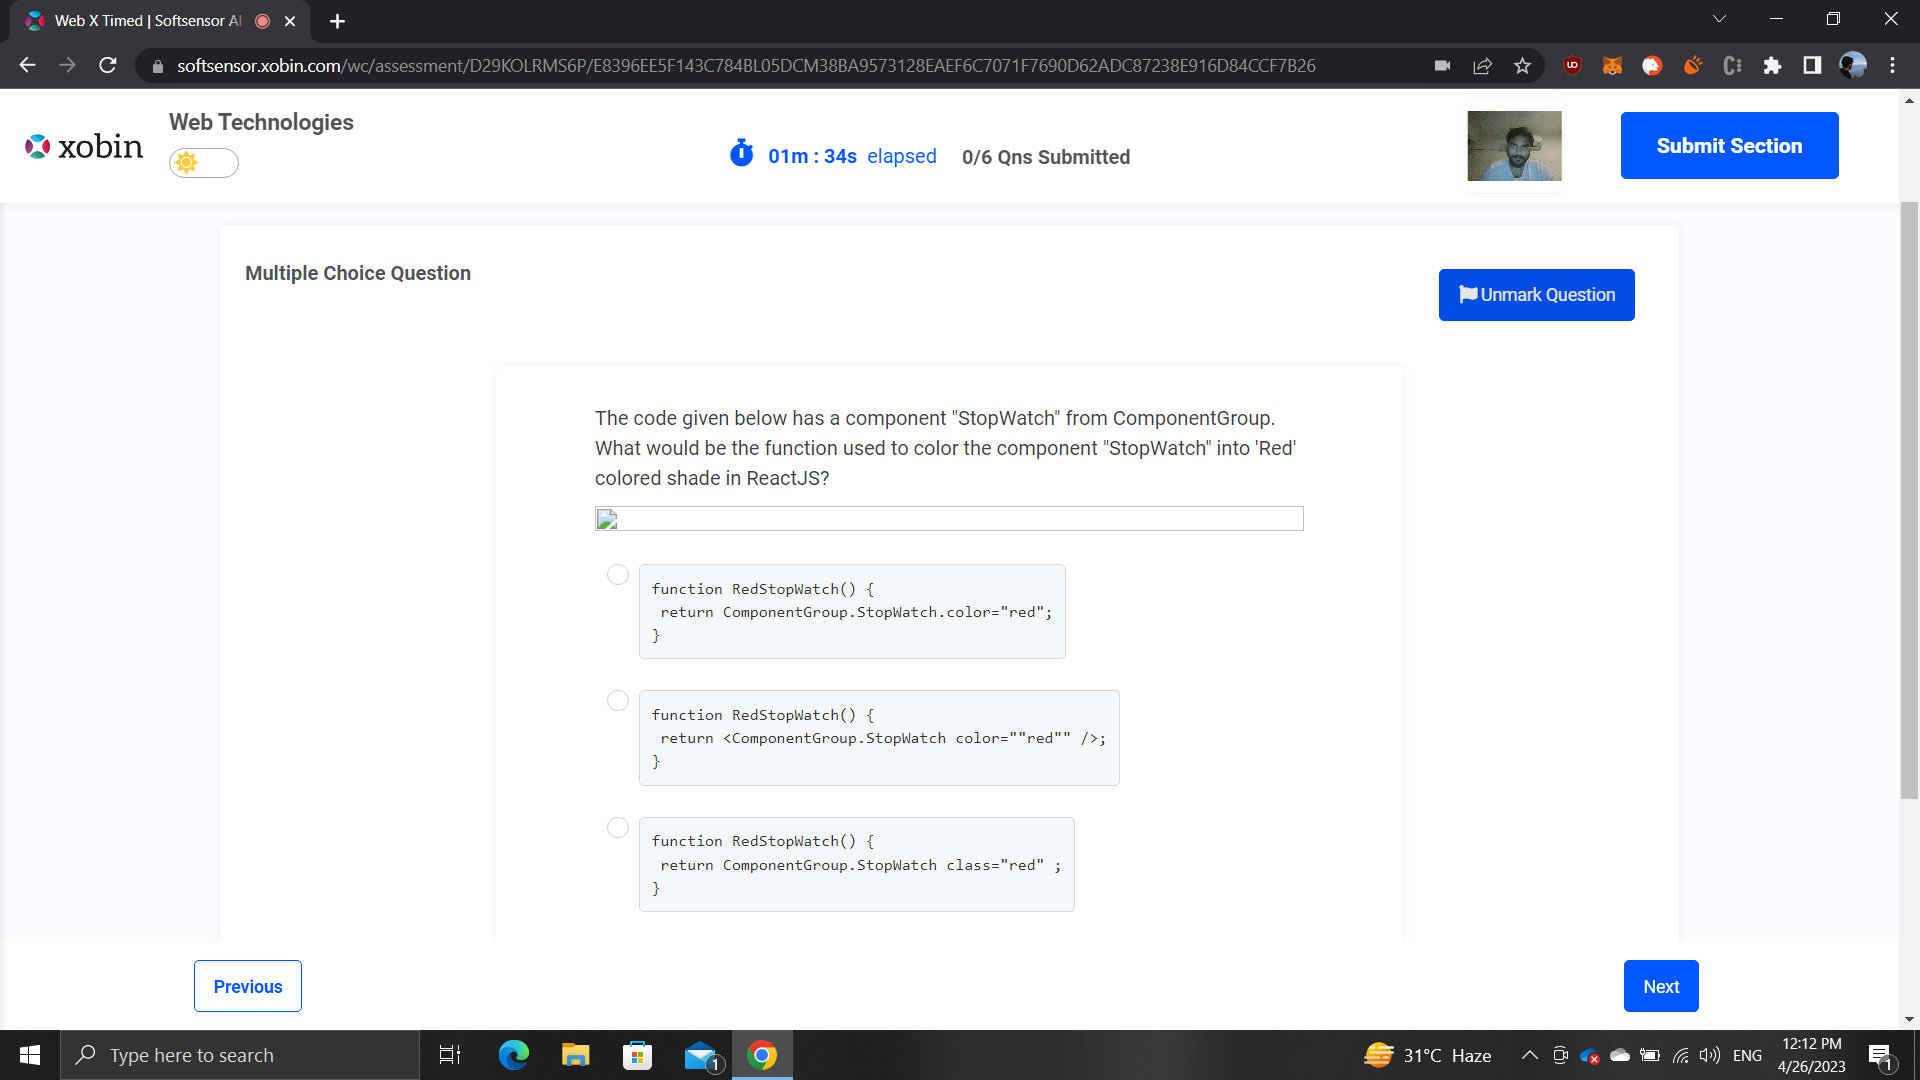 Web X Timed | Softsensor AI
softsensor.xobin.com/wc/assessment/D29KOLRMS6P/E8396EE5F143C784BL05DCM38BA9573128EAEF6C7071F7690D62ADC87238E916D84CCF7B26
xobin
Web Technologies
01m : 34s elapsed 0/6 Qns Submitted
Submit Section
Multiple Choice Question
Unmark Question
The code given below has a component "StopWatch" from ComponentGroup.
What would be the function used to color the component "StopWatch" into 'Red'
colored shade in ReactJS?
function RedStopWatch() {
return ComponentGroup.StopWatch.color="red";
}
function RedStopWatch() {
return <ComponentGroup.StopWatch color=""red"" />;
}
function RedStopWatch() {
return ComponentGroup.StopWatch class="red" ;
}
Previous
Next
Type here to search
1
31°C Haze
ENG
12:12 PM
4/26/2023
1